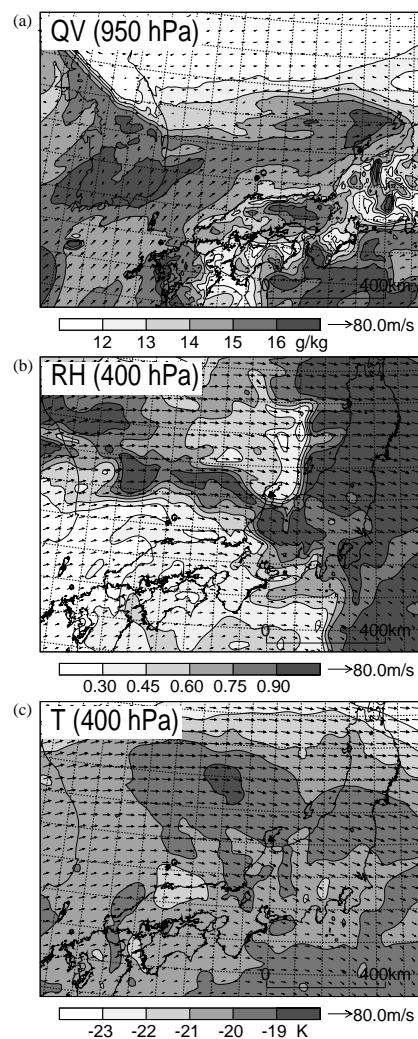 (a)
QV (950 hPa)
0
400km
→80.0m/s
12 13 14 15 16 g/kg
(b)
RH (400 hPa)
0
400km
→80.0m/s
0.30 0.45 0.60 0.75 0.90
(c)
T (400 hPa)
0
400km
→80.0m/s
-23 -22 -21 -20 -19 K